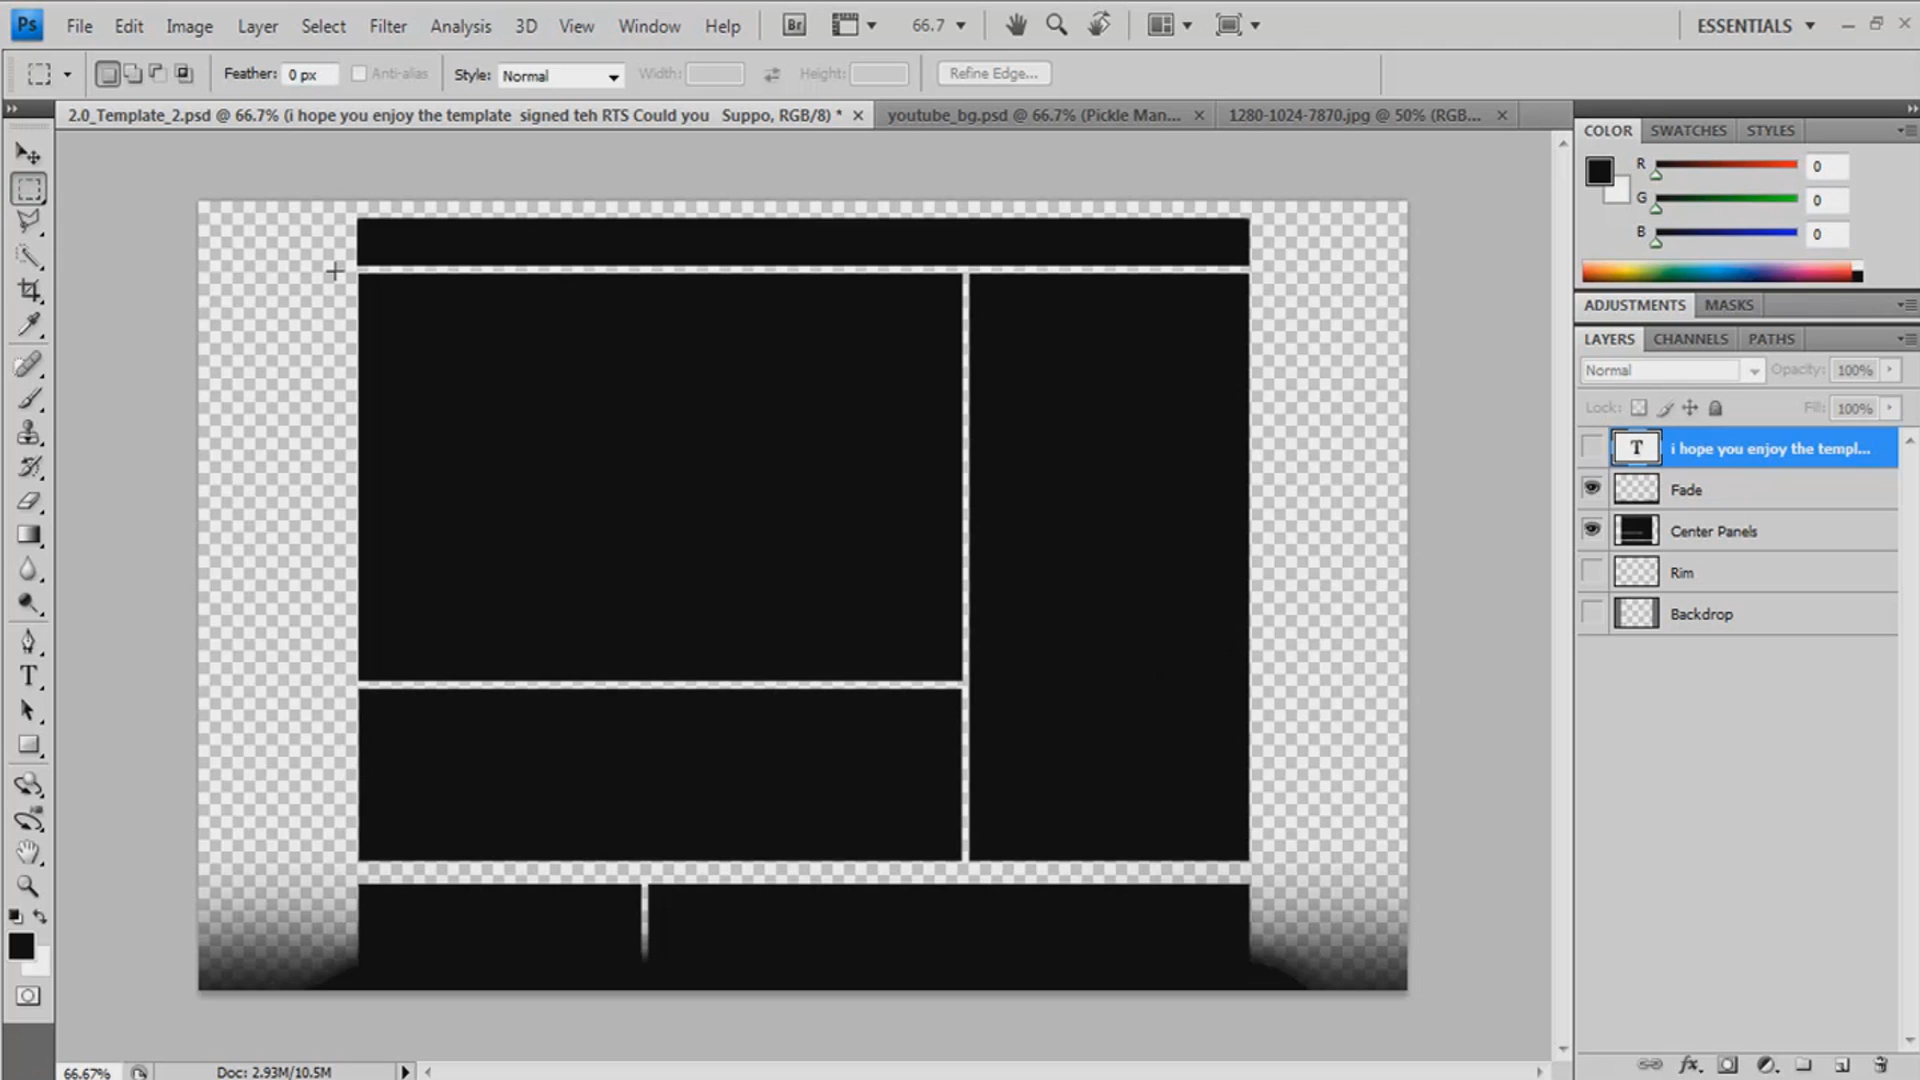 Ps File Edit Image Layer Select Filter Analysis 3D View Window Help Br 66.7 ESSENTIALS
Feather: 0 px Anti-alias Style: Normal Width: Height: Refine Edge...
2.0_Template_2.psd @ 66.7% (i hope you enjoy the template signed teh RTS Could you Suppo, RGB/8) * youtube_bg.psd @ 66.7% (Pickle Man... 1280-1024-7870.jpg @ 50% (RGB...
COLOR SWATCHES STYLES
R 0
G 0
B 0
ADJUSTMENTS MASKS
LAYERS CHANNELS PATHS
Normal Opacity: 100%
Lock: Fill: 100%
T i hope you enjoy the templ...
Fade
Center Panels
Rim
Backdrop
T
66.67% Doc: 2.93M/10.5M
fx